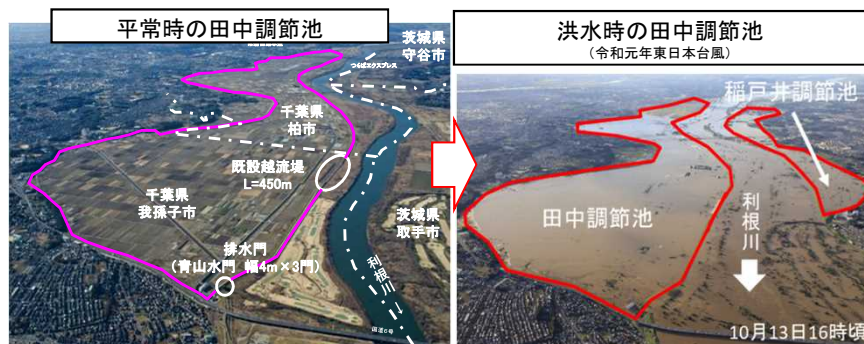 平常時の田中調節池
茨城県
守谷市
つくばエクスプレス
千葉県
柏市
既設越流堤
L=450m
千葉県
我孫子市
茨城県
取手市
排水門
（青山水門 幅4m×3門）
利根川→
国道6号
洪水時の田中調節池
（令和元年東日本台風）
稲戸井調節池
田中調節池
利根川
10月13日16時頃